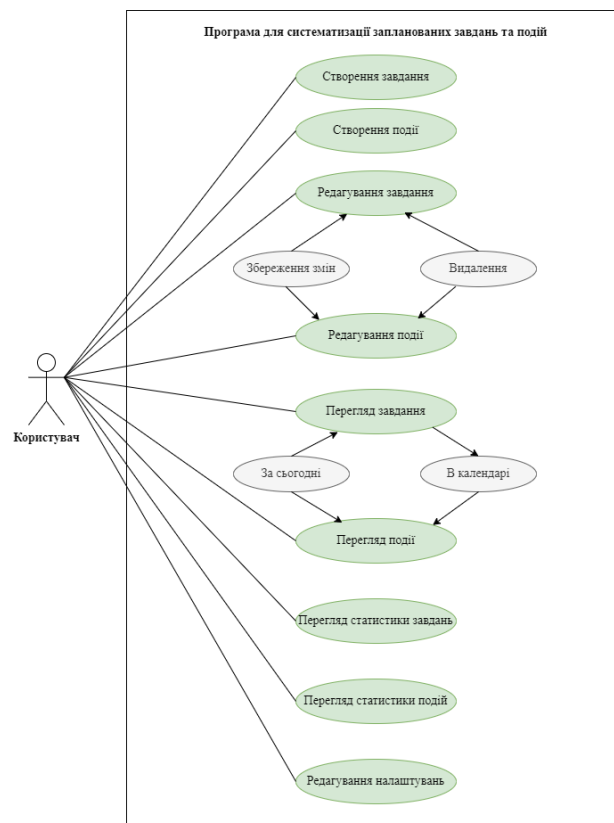 Програма для систематизації запланованих завдань та подій
Створення завдання
Створення події
Редагування завдання
Збереження змін
Видалення
Редагування події
Користувач
Перегляд завдання
За сьогодні
В календарі
Перегляд події
Перегляд статистики завдань
Перегляд статистики подій
Редагування налаштувань